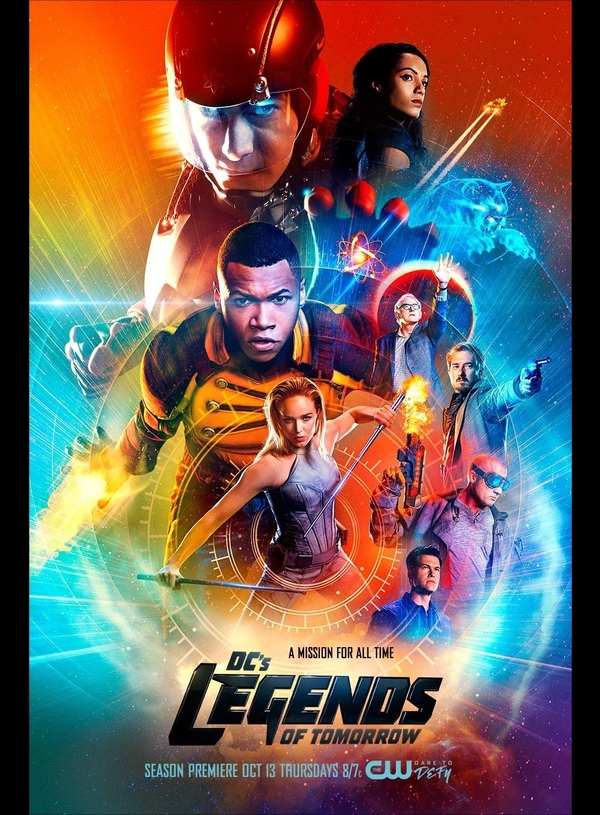 A MISSION FOR ALL TIME
DC's
LEGENDS
OF TOMORROW
SEASON PREMIERE OCT 13 THURSDAYS 8/7c THE CW DARE TO DEFY